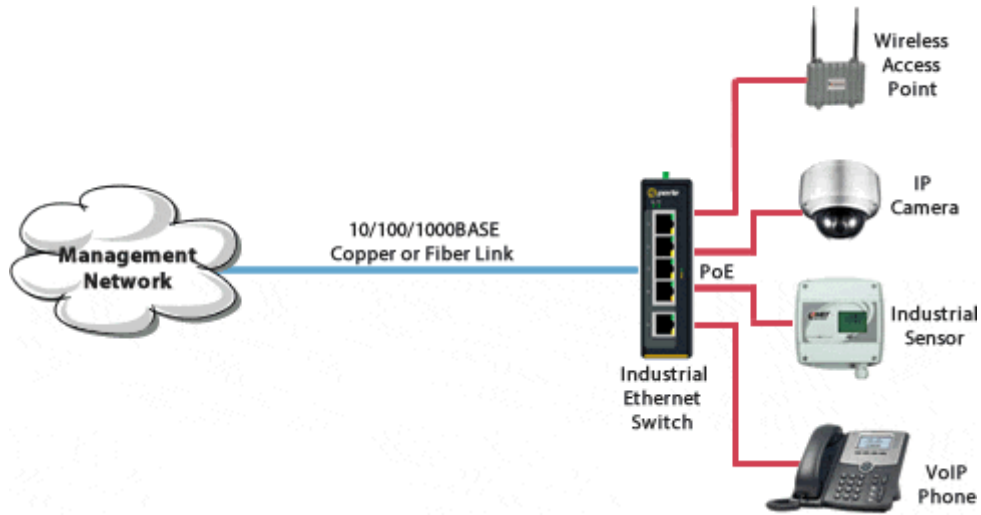 Wireless
Access
Point
IP
Camera
perle
10/100/1000BASE
Copper or Fiber Link
Management
Network
PoE
Industrial
Sensor
Industrial
Ethernet
Switch
VoIP
Phone